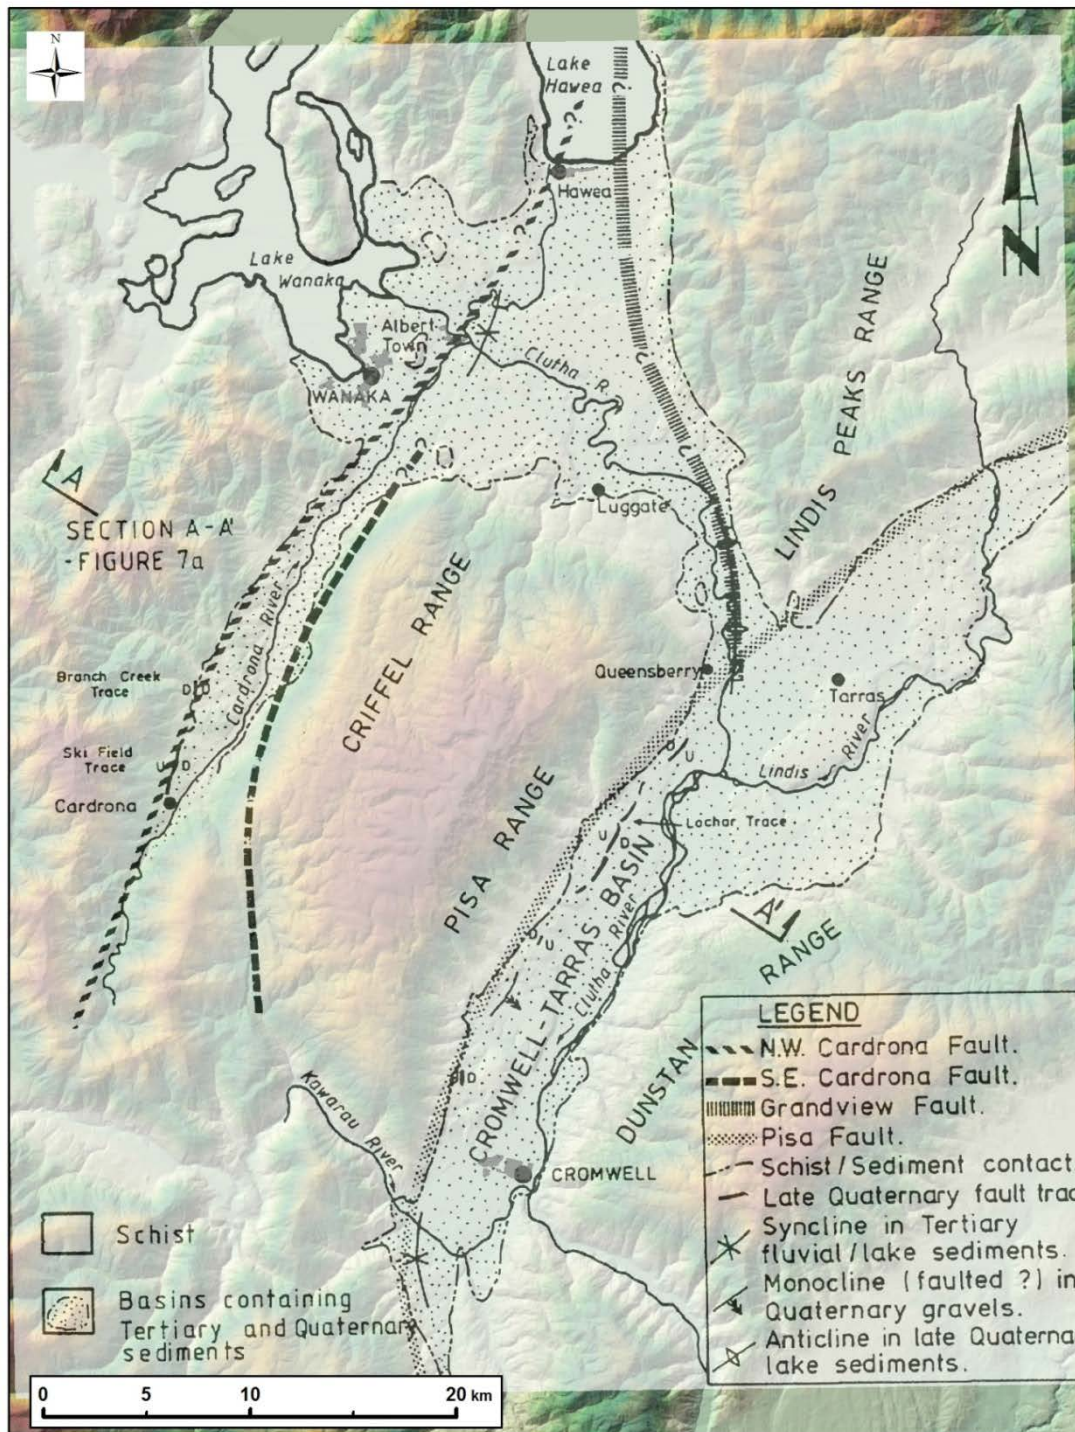 N
Lake
Hawea
Hawea
Lake
Wanaka
Albert
Town
WANAKA
Clutha R.
Luggate
N
LINDIS PEAKS RANGE
A
SECTION A-A'
-FIGURE 7a
Cardrona River
CRIFFEL RANGE
Branch Creek
Trace
D D
Ski Field
Trace
U D
Cardrona
Queensberry
Tarras
Lindis River
D U
Lochar Trace
U D
PISA RANGE
CROMWELL-TARRAS BASIN
Clutha River
D U
A'
DUNSTAN RANGE
D
Kawarau River
CROMWELL
LEGEND
N.W. Cardrona Fault.
S.E. Cardrona Fault.
Grandview Fault.
Pisa Fault.
Schist/Sediment contact
Late Quaternary fault trac
Syncline in Tertiary
fluvial/lake sediments.
Monocline (faulted ?) in
Quaternary gravels.
Anticline in late Quaterna
lake sediments.
Schist
Basins containing
Tertiary and Quaternary
sediments
0 5 10 20 km